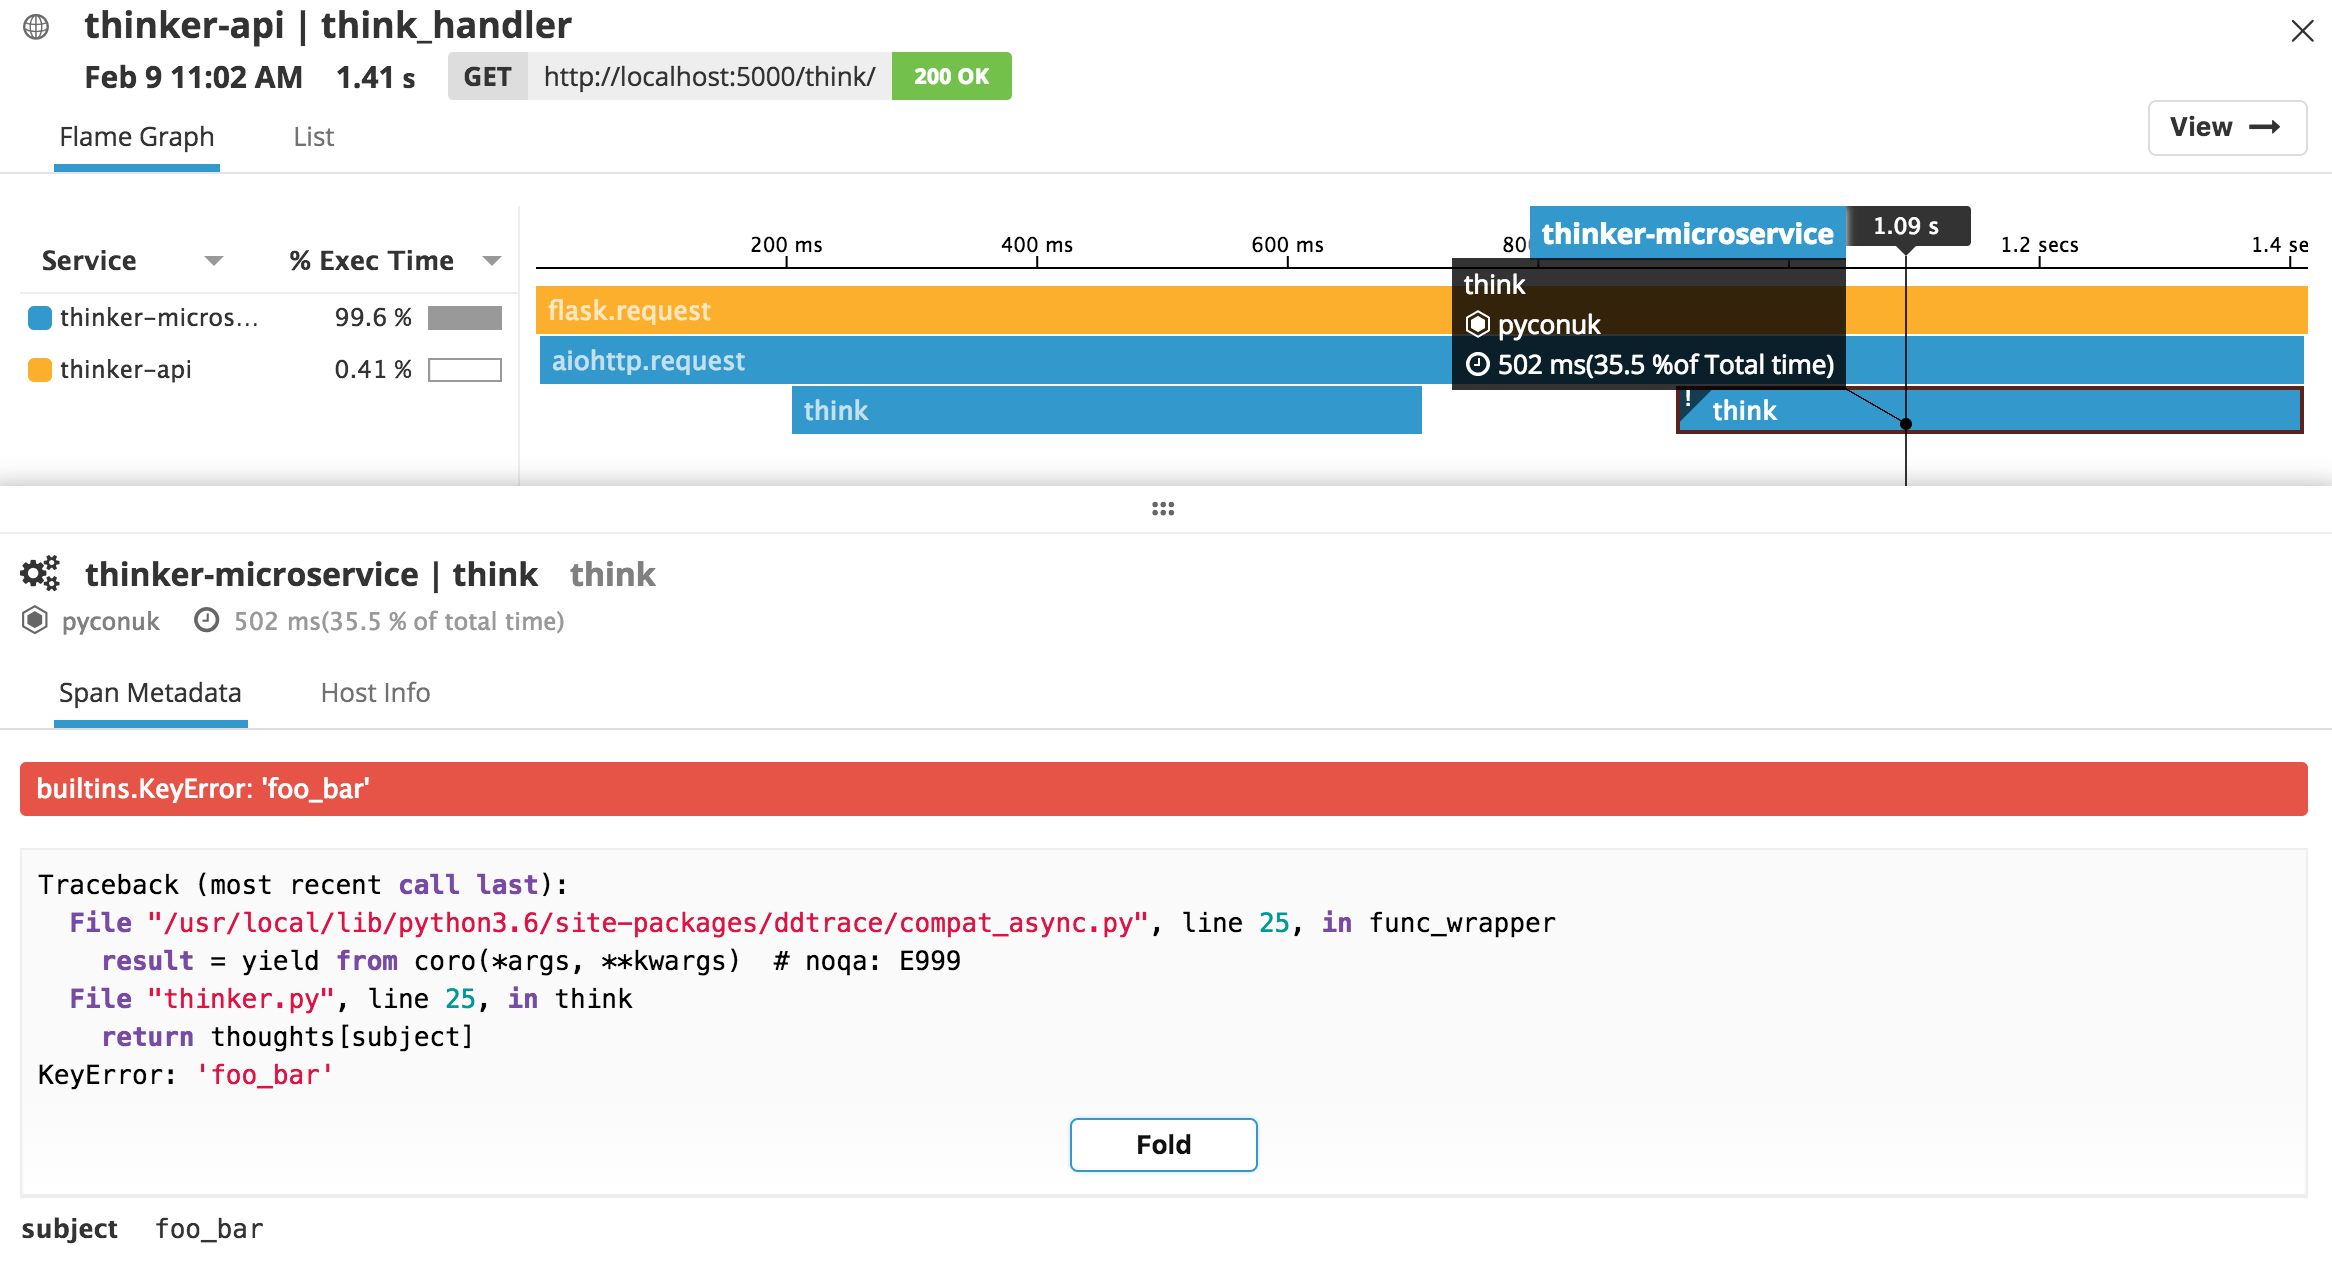 thinker-api | think_handler
Feb 9 11:02 AM 1.41 s GET http://localhost:5000/think/ 200 OK
Flame Graph List View
Service % Exec Time
200 ms 400 ms 600 ms 80 thinker-microservice 1.09 s 1.2 secs 1.4 se
thinker-micros... 99.6 %
thinker-api 0.41 %
flask.request
aiohttp.request
think
think
pyconuk
502 ms(35.5 %of Total time)
! think
thinker-microservice | think think
pyconuk 502 ms(35.5 % of total time)
Span Metadata Host Info
builtins.KeyError: 'foo_bar'
Traceback (most recent call last):
File "/usr/local/lib/python3.6/site-packages/ddtrace/compat_async.py", line 25, in func_wrapper
result = yield from coro(*args, **kwargs) # noqa: E999
File "thinker.py", line 25, in think
return thoughts[subject]
KeyError: 'foo_bar'
Fold
subject foo_bar